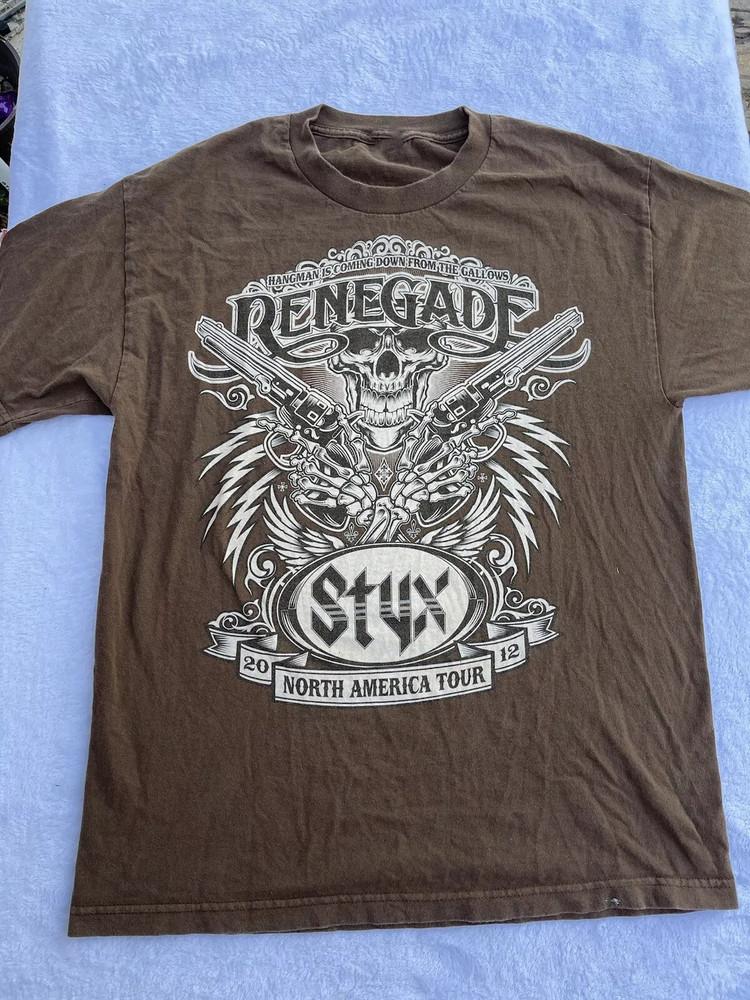 HANGMAN IS COMING DOWN FROM THE GALLOWS
RENEGADE
Styx
20 12
NORTH AMERICA TOUR